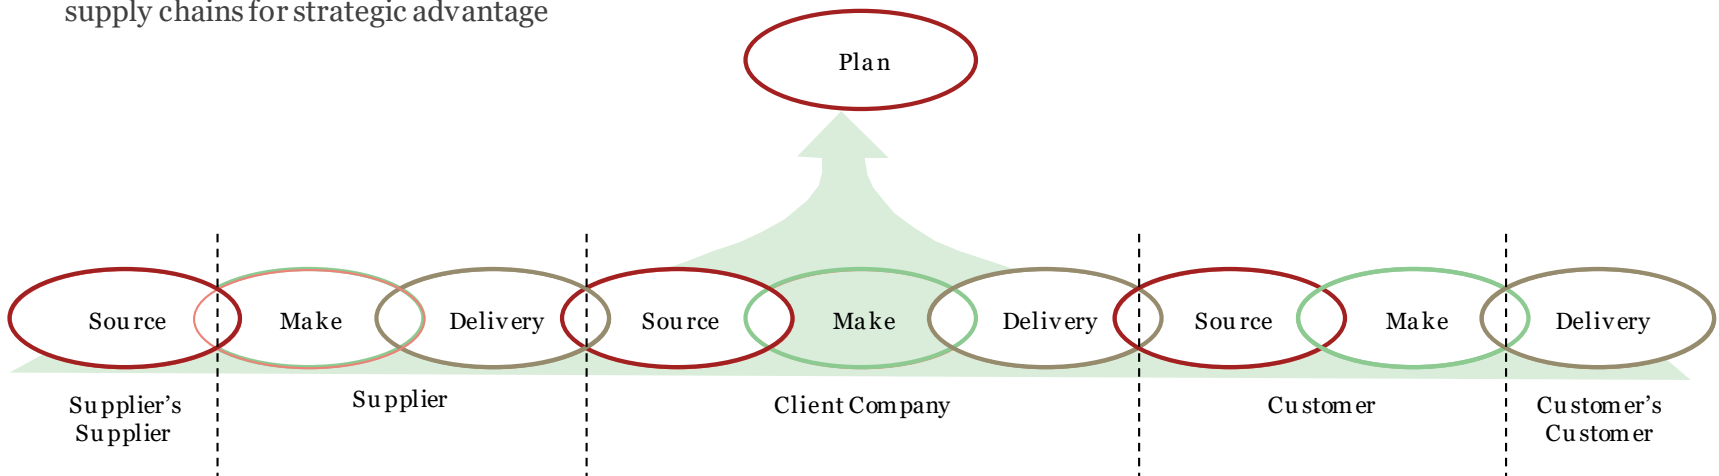 supply chains for strategic advantage
Plan
Source
Make
Delivery
Source
Make
Delivery
Source
Make
Delivery
Supplier’s
Supplier
Supplier
Client Company
Customer
Customer’s
Customer